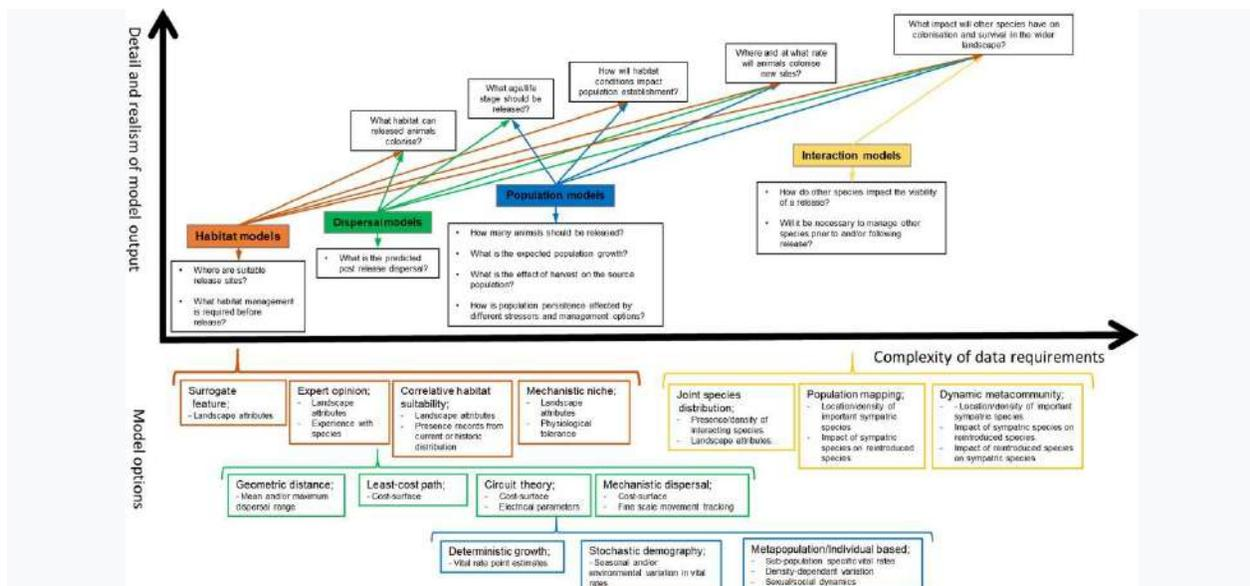 Detail and realism of model output
What impact will other species have on
colonisation and survival in the wider
landscape?
Where and at what rate
will animals colonise
new sites?
How will habitat
conditions impact
population establishment?
What age/life
stage should be
released?
What habitat can
released animals
colonise?
Interaction models
• How do other species impact the viability
of a release?
• Will it be necessary to manage other
species prior to and/or following
release?
Population models
• How many animals should be released?
• What is the expected population growth?
• What is the effect of harvest on the source
population?
• How is population persistence affected by
different stressors and management options?
Dispersal models
• What is the predicted
post release dispersal?
Habitat models
• Where are suitable
release sites?
• What habitat management
is required before
release?
Complexity of data requirements
Model options
Surrogate
feature;
- Landscape attributes
Expert opinion;
- Landscape
attributes
- Experience with
species
Correlative habitat
suitability;
- Landscape attributes
- Presence records from
current or historic
distribution
Mechanistic niche;
- Landscape
attributes
- Physiological
tolerance
Joint species
distribution;
- Presence/density of
interacting species.
- Landscape attributes.
Population mapping;
- Location/density of
important sympatric
species
- Impact of sympatric
species on reintroduced
species.
Dynamic metacommunity;
- - Location/density of important
sympatric species
- Impact of sympatric species on
reintroduced species.
- Impact of reintroduced species
on sympatric species
Geometric distance;
- Mean and/or maximum
dispersal range
Least-cost path;
- Cost-surface
Circuit theory;
- Cost-surface
- Electrical parameters
Mechanistic dispersal;
- Cost-surface
- Fine scale movement tracking
Deterministic growth;
- Vital rate point estimates
Stochastic demography;
- Seasonal and/or
environmental variation in vital
rates
Metapopulation/Individual based;
- Sub-population specific vital rates
- Density-dependant variation
- Sexual/social dynamics